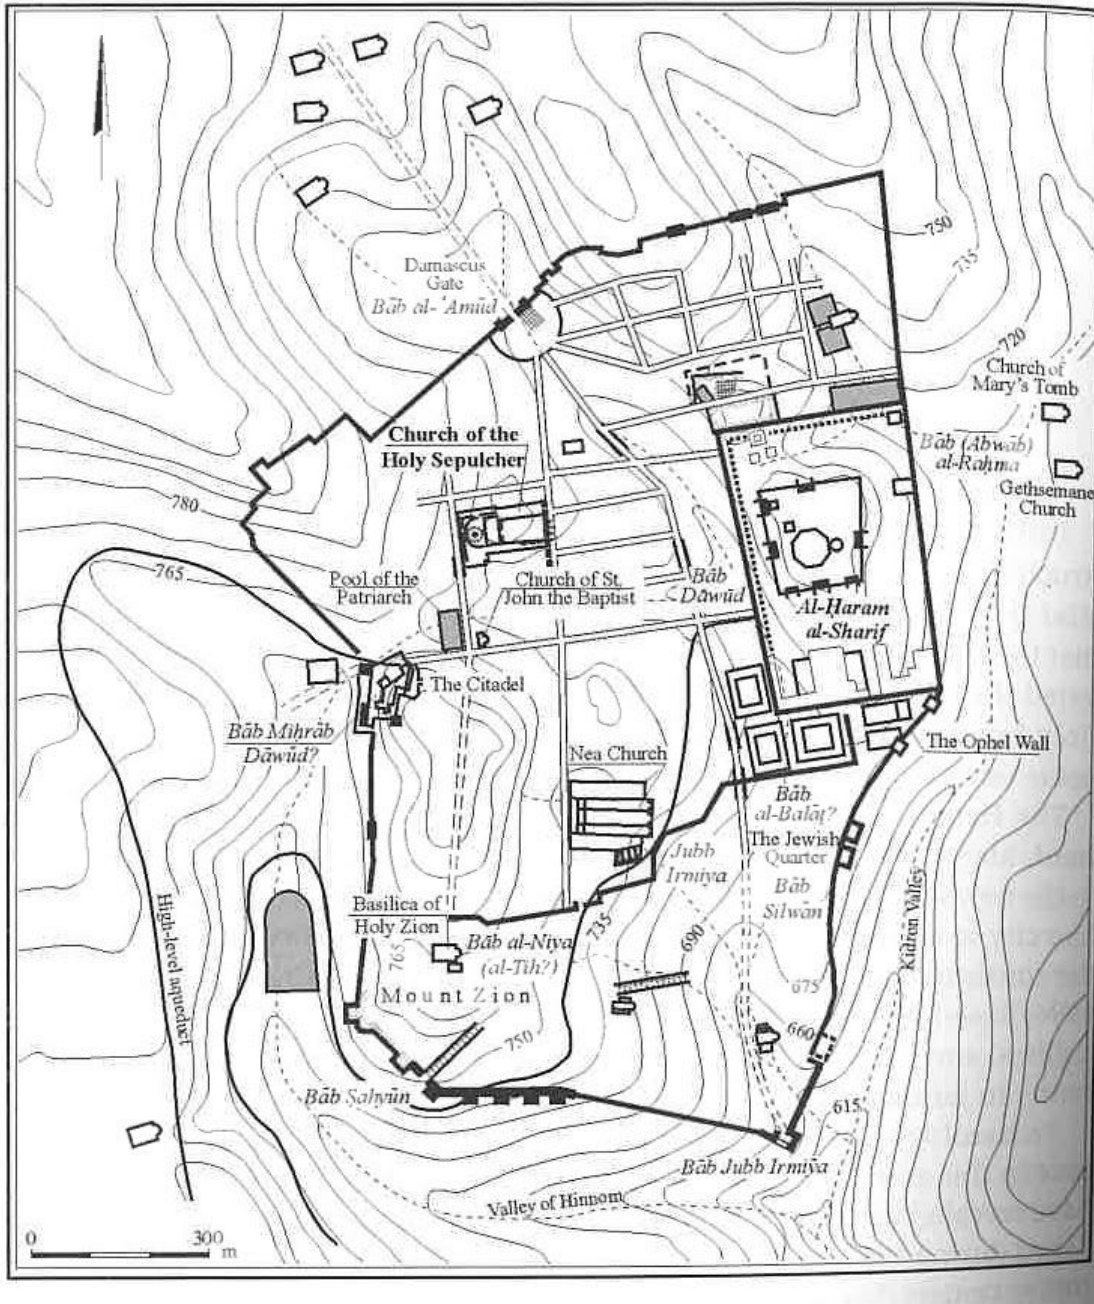 750
735
Damascus
Gate
Bāb al-ʿAmūd
720
Church of
Mary's Tomb
Church of the
Holy Sepulcher
Bāb (Abwāb)
al-Raḥma
Gethsemane
Church
780
765
Pool of the
Patriarch
Church of St.
John the Baptist
Bāb
Dāwūd
Al-Ḥaram
al-Sharif
The Citadel
Bāb Miḥrāb
Dāwūd?
Nea Church
The Ophel Wall
Bāb
al-Balāṭ?
The Jewish
Quarter
Jubb
Irmiya
Bāb
Silwān
High-level aqueduct
Basilica of
Holy Zion
Bāb al-Niya
(al-Tih?)
765
735
690
Kidron Valley
Mount Zion
675
750
660
Bāb Ṣahyūn
615
Bāb Jubb Irmiya
Valley of Hinnom
0
300
m